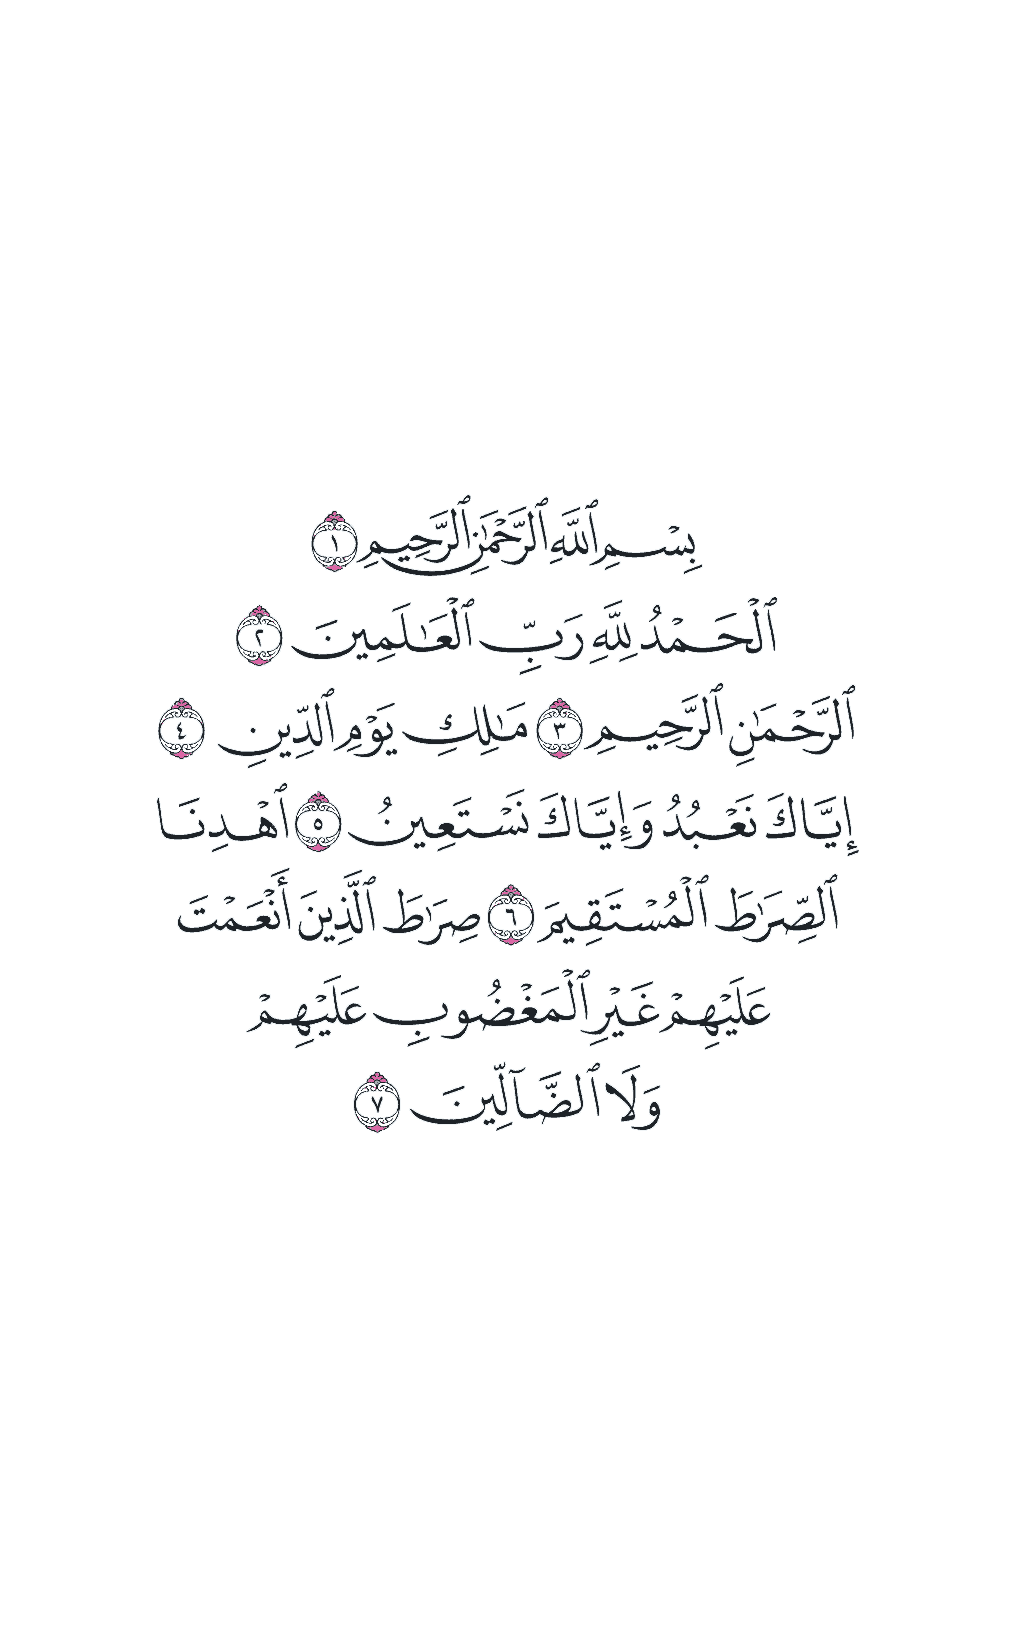 بِسْمِ ٱللَّهِ ٱلرَّحْمَٰنِ ٱلرَّحِيمِ ١
ٱلْحَمْدُ لِلَّهِ رَبِّ ٱلْعَٰلَمِينَ ٢
ٱلرَّحْمَٰنِ ٱلرَّحِيمِ ٣ مَٰلِكِ يَوْمِ ٱلدِّينِ ٤
إِيَّاكَ نَعْبُدُ وَإِيَّاكَ نَسْتَعِينُ ٥ ٱهْدِنَا
ٱلصِّرَٰطَ ٱلْمُسْتَقِيمَ ٦ صِرَٰطَ ٱلَّذِينَ أَنْعَمْتَ
عَلَيْهِمْ غَيْرِ ٱلْمَغْضُوبِ عَلَيْهِمْ
وَلَا ٱلضَّآلِّينَ ٧